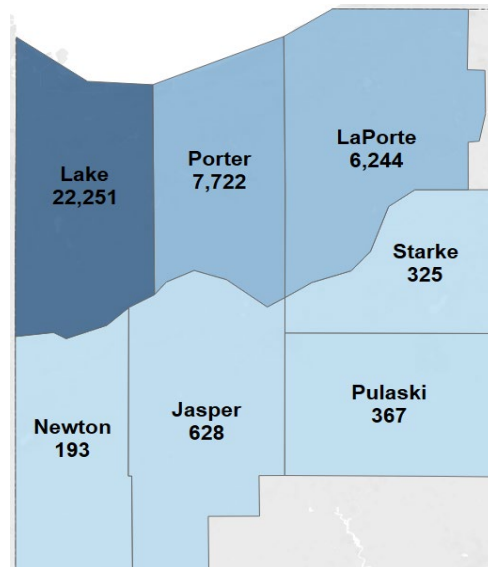 Lake
22,251
Porter
7,722
LaPorte
6,244
Starke
325
Newton
193
Jasper
628
Pulaski
367